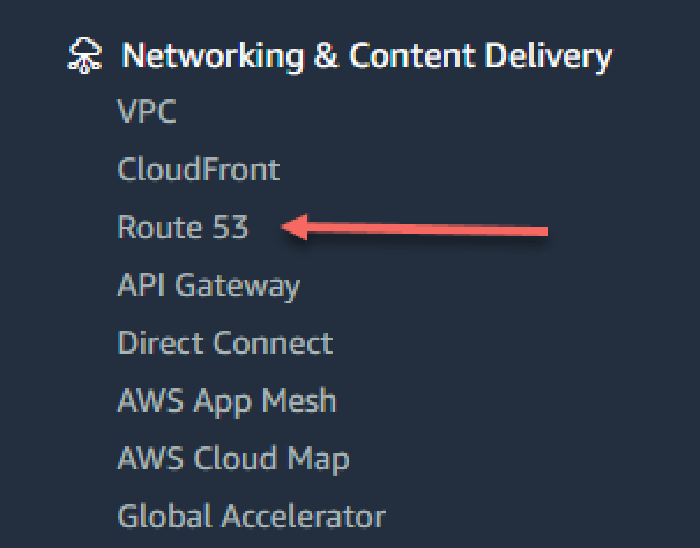 Networking & Content Delivery
VPC
CloudFront
Route 53
API Gateway
Direct Connect
AWS App Mesh
AWS Cloud Map
Global Accelerator